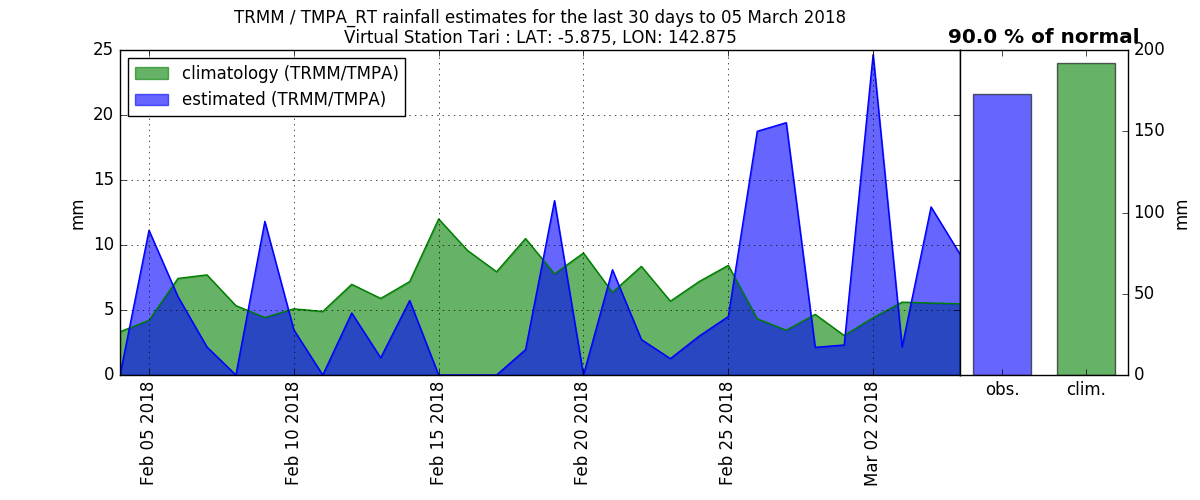 TRMM / TMPA_RT rainfall estimates for the last 30 days to 05 March 2018
Virtual Station Tari : LAT: -5.875, LON: 142.875
90.0 % of normal
climatology (TRMM/TMPA)
estimated (TRMM/TMPA)
25
20
15
10
5
0
mm
Feb 05 2018
Feb 10 2018
Feb 15 2018
Feb 20 2018
Feb 25 2018
Mar 02 2018
obs.
clim.
200
150
100
50
0
mm